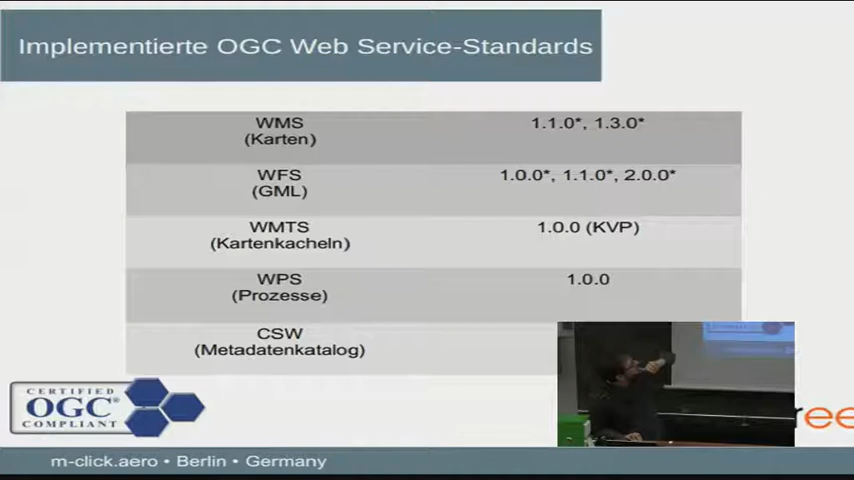 Implementierte OGC Web Service-Standards
WMS
(Karten)
1.1.0*, 1.3.0*
WFS
(GML)
1.0.0*, 1.1.0*, 2.0.0*
WMTS
(Kartenkacheln)
1.0.0 (KVP)
WPS
(Prozesse)
1.0.0
CSW
(Metadatenkatalog)
CERTIFIED
OGC®
COMPLIANT
ree
m-click.aero • Berlin • Germany